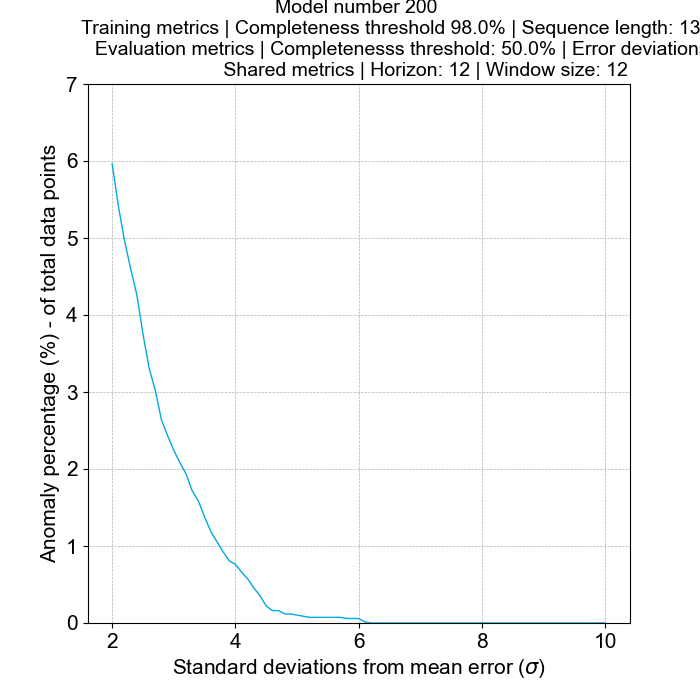 Model number 200
Training metrics | Completeness threshold 98.0% | Sequence length: 13
Evaluation metrics | Completenesss threshold: 50.0% | Error deviation
Shared metrics | Horizon: 12 | Window size: 12
7
6
5
4
3
2
1
0
Anomaly percentage (%) - of total data points
2 4 6 8 10
Standard deviations from mean error (σ)